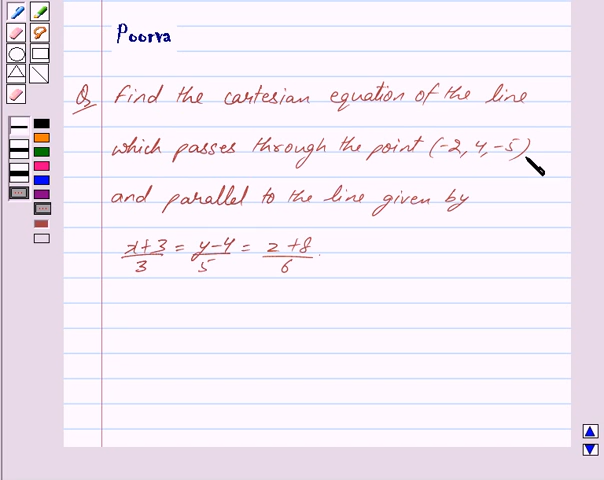 Poorva
Q. Find the cartesian equation of the line
which passes through the point (-2, 4, -5)
and parallel to the line given by
x+3/3 = y-4/5 = z+8/6.